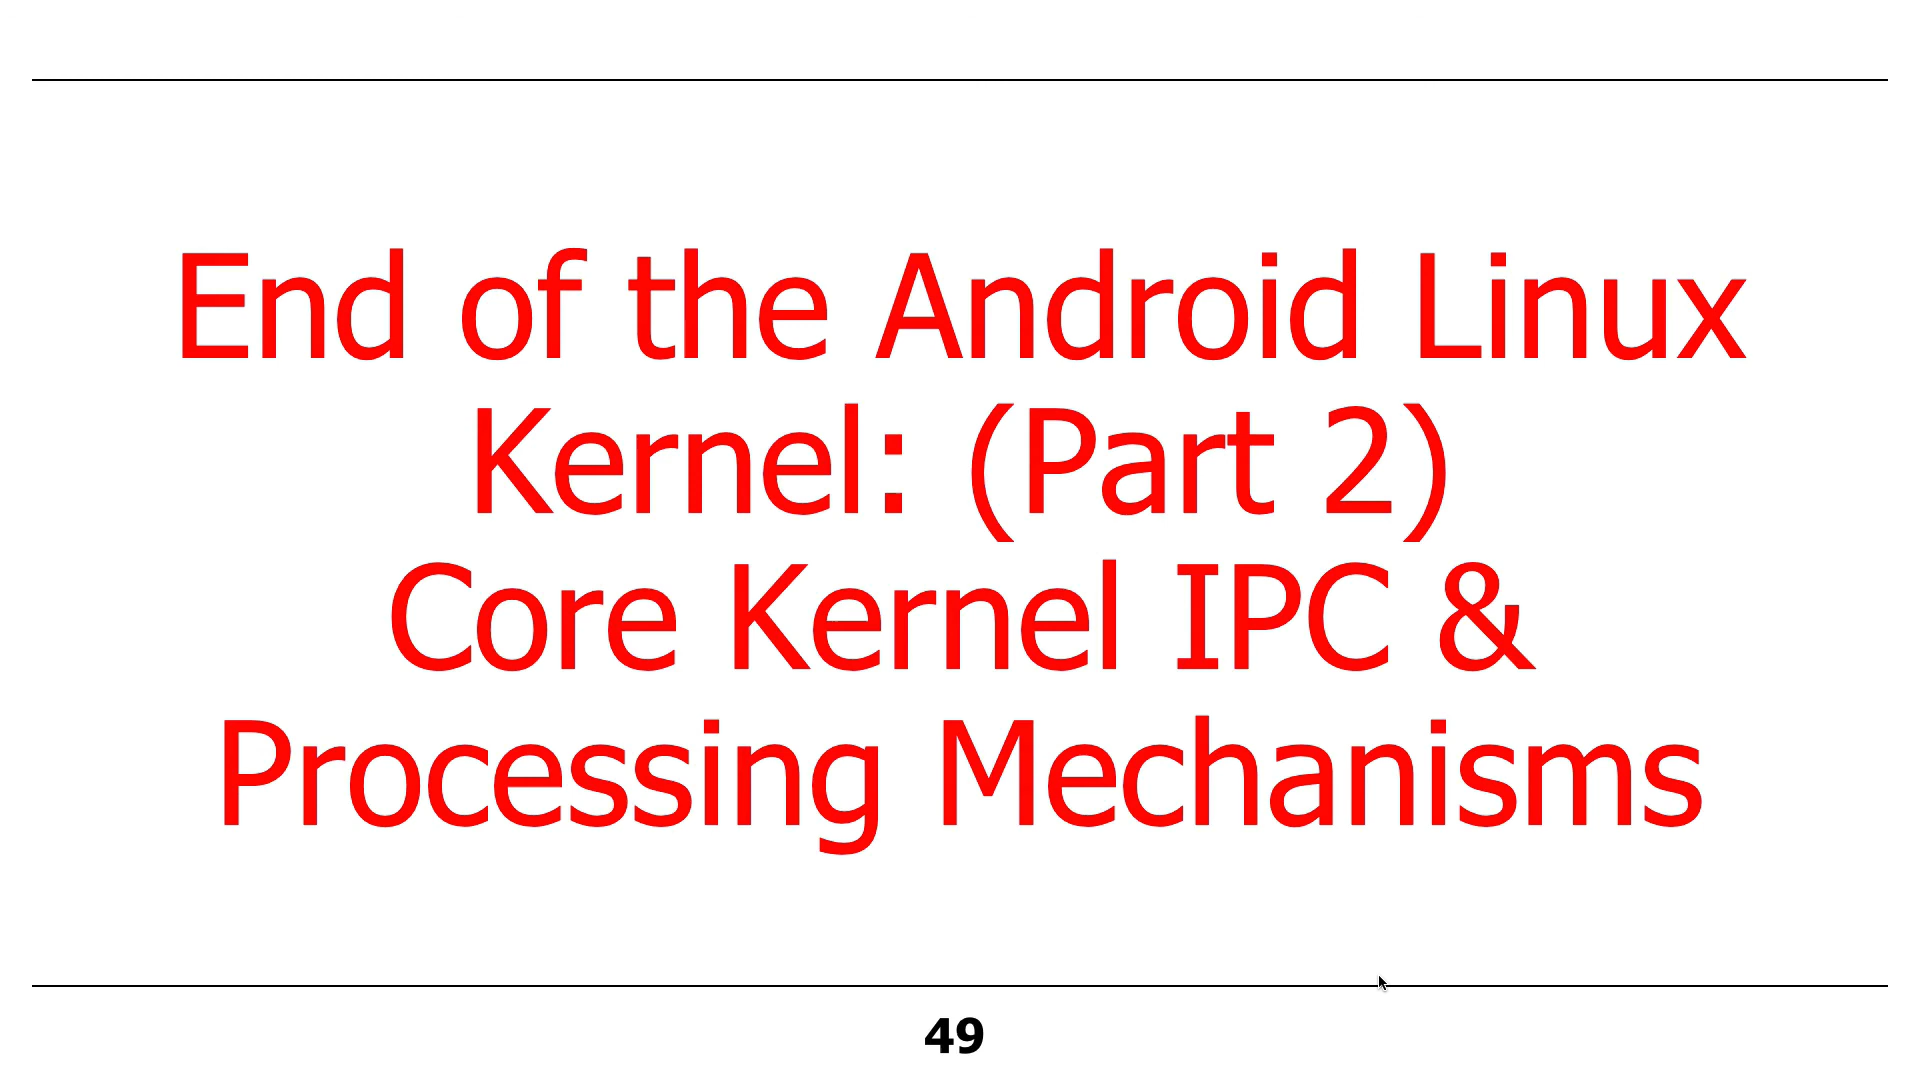 End of the Android Linux
Kernel: (Part 2)
Core Kernel IPC &
Processing Mechanisms
49